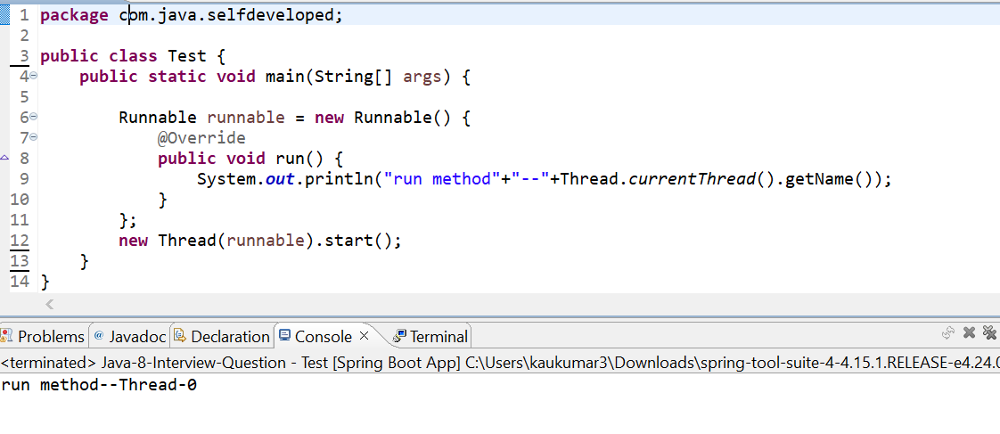 1 package com.java.selfdeveloped;
2
3 public class Test {
4     public static void main(String[] args) {
5
6         Runnable runnable = new Runnable() {
7             @Override
8             public void run() {
9                 System.out.println("run method"+"--"+Thread.currentThread().getName());
10             }
11         };
12         new Thread(runnable).start();
13     }
14 }
Problems @ Javadoc Declaration Console Terminal
<terminated> Java-8-Interview-Question - Test [Spring Boot App] C:\Users\kaukumar3\Downloads\spring-tool-suite-4-4.15.1.RELEASE-e4.24.0
run method--Thread-0